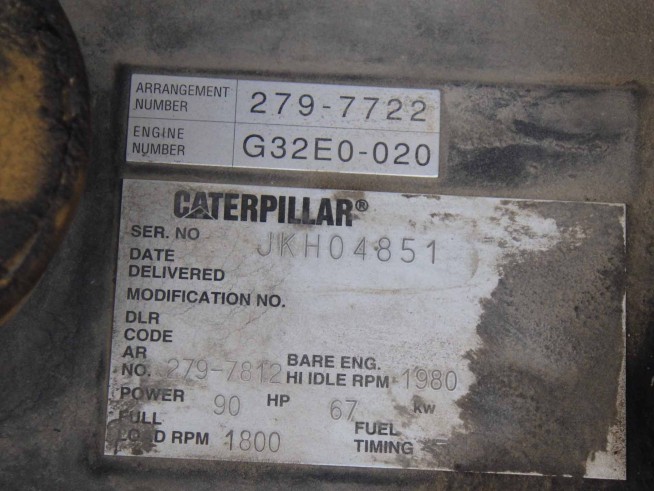 ARRANGEMENT NUMBER 279-7722
ENGINE NUMBER G32E0-020
CATERPILLAR®
SER. NO JKH04851
DATE
DELIVERED
MODIFICATION NO.
DLR
CODE
AR
NO. 279-7812 BARE ENG.
HI IDLE RPM 1980
POWER 90 HP 67 kw
FULL
LOAD RPM 1800 FUEL
TIMING